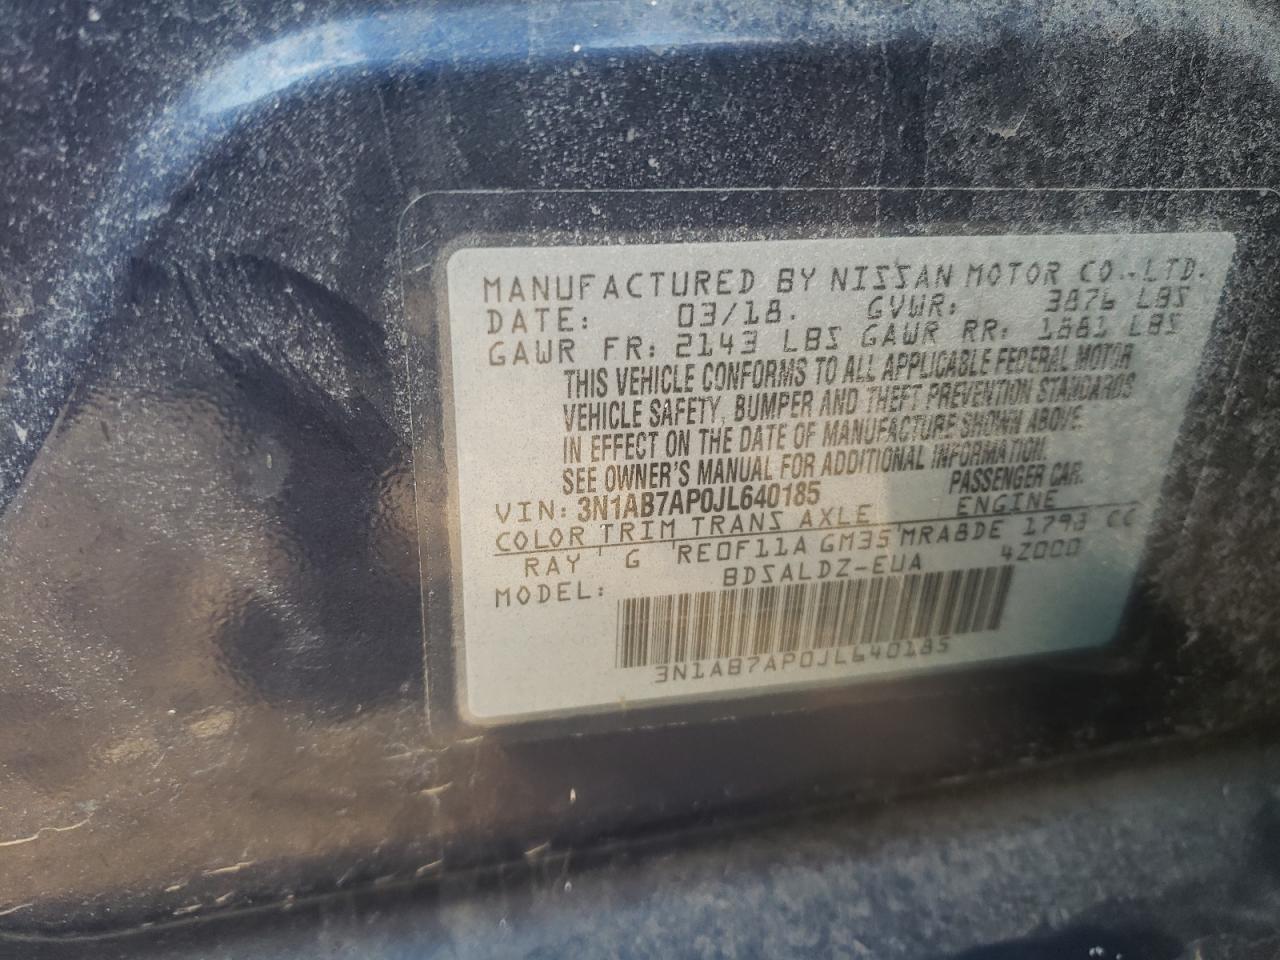 MANUFACTURED BY NISSAN MOTOR CO.,LTD.
DATE: 03/18. GVWR: 3876 LBS
GAWR FR: 2143 LBS GAWR RR: 1881 LBS
THIS VEHICLE CONFORMS TO ALL APPLICABLE FEDERAL MOTOR
VEHICLE SAFETY, BUMPER AND THEFT PREVENTION STANDARDS
IN EFFECT ON THE DATE OF MANUFACTURE SHOWN ABOVE.
SEE OWNER'S MANUAL FOR ADDITIONAL INFORMATION.
VIN: 3N1AB7AP0JL640185 PASSENGER CAR.
COLOR TRIM TRANS AXLE ENGINE
RAY G RE0F11A GM35 MRA8DE 1798 CC
MODEL: BDSALDZ-EUA 4Z000
3N1AB7AP0JL640185